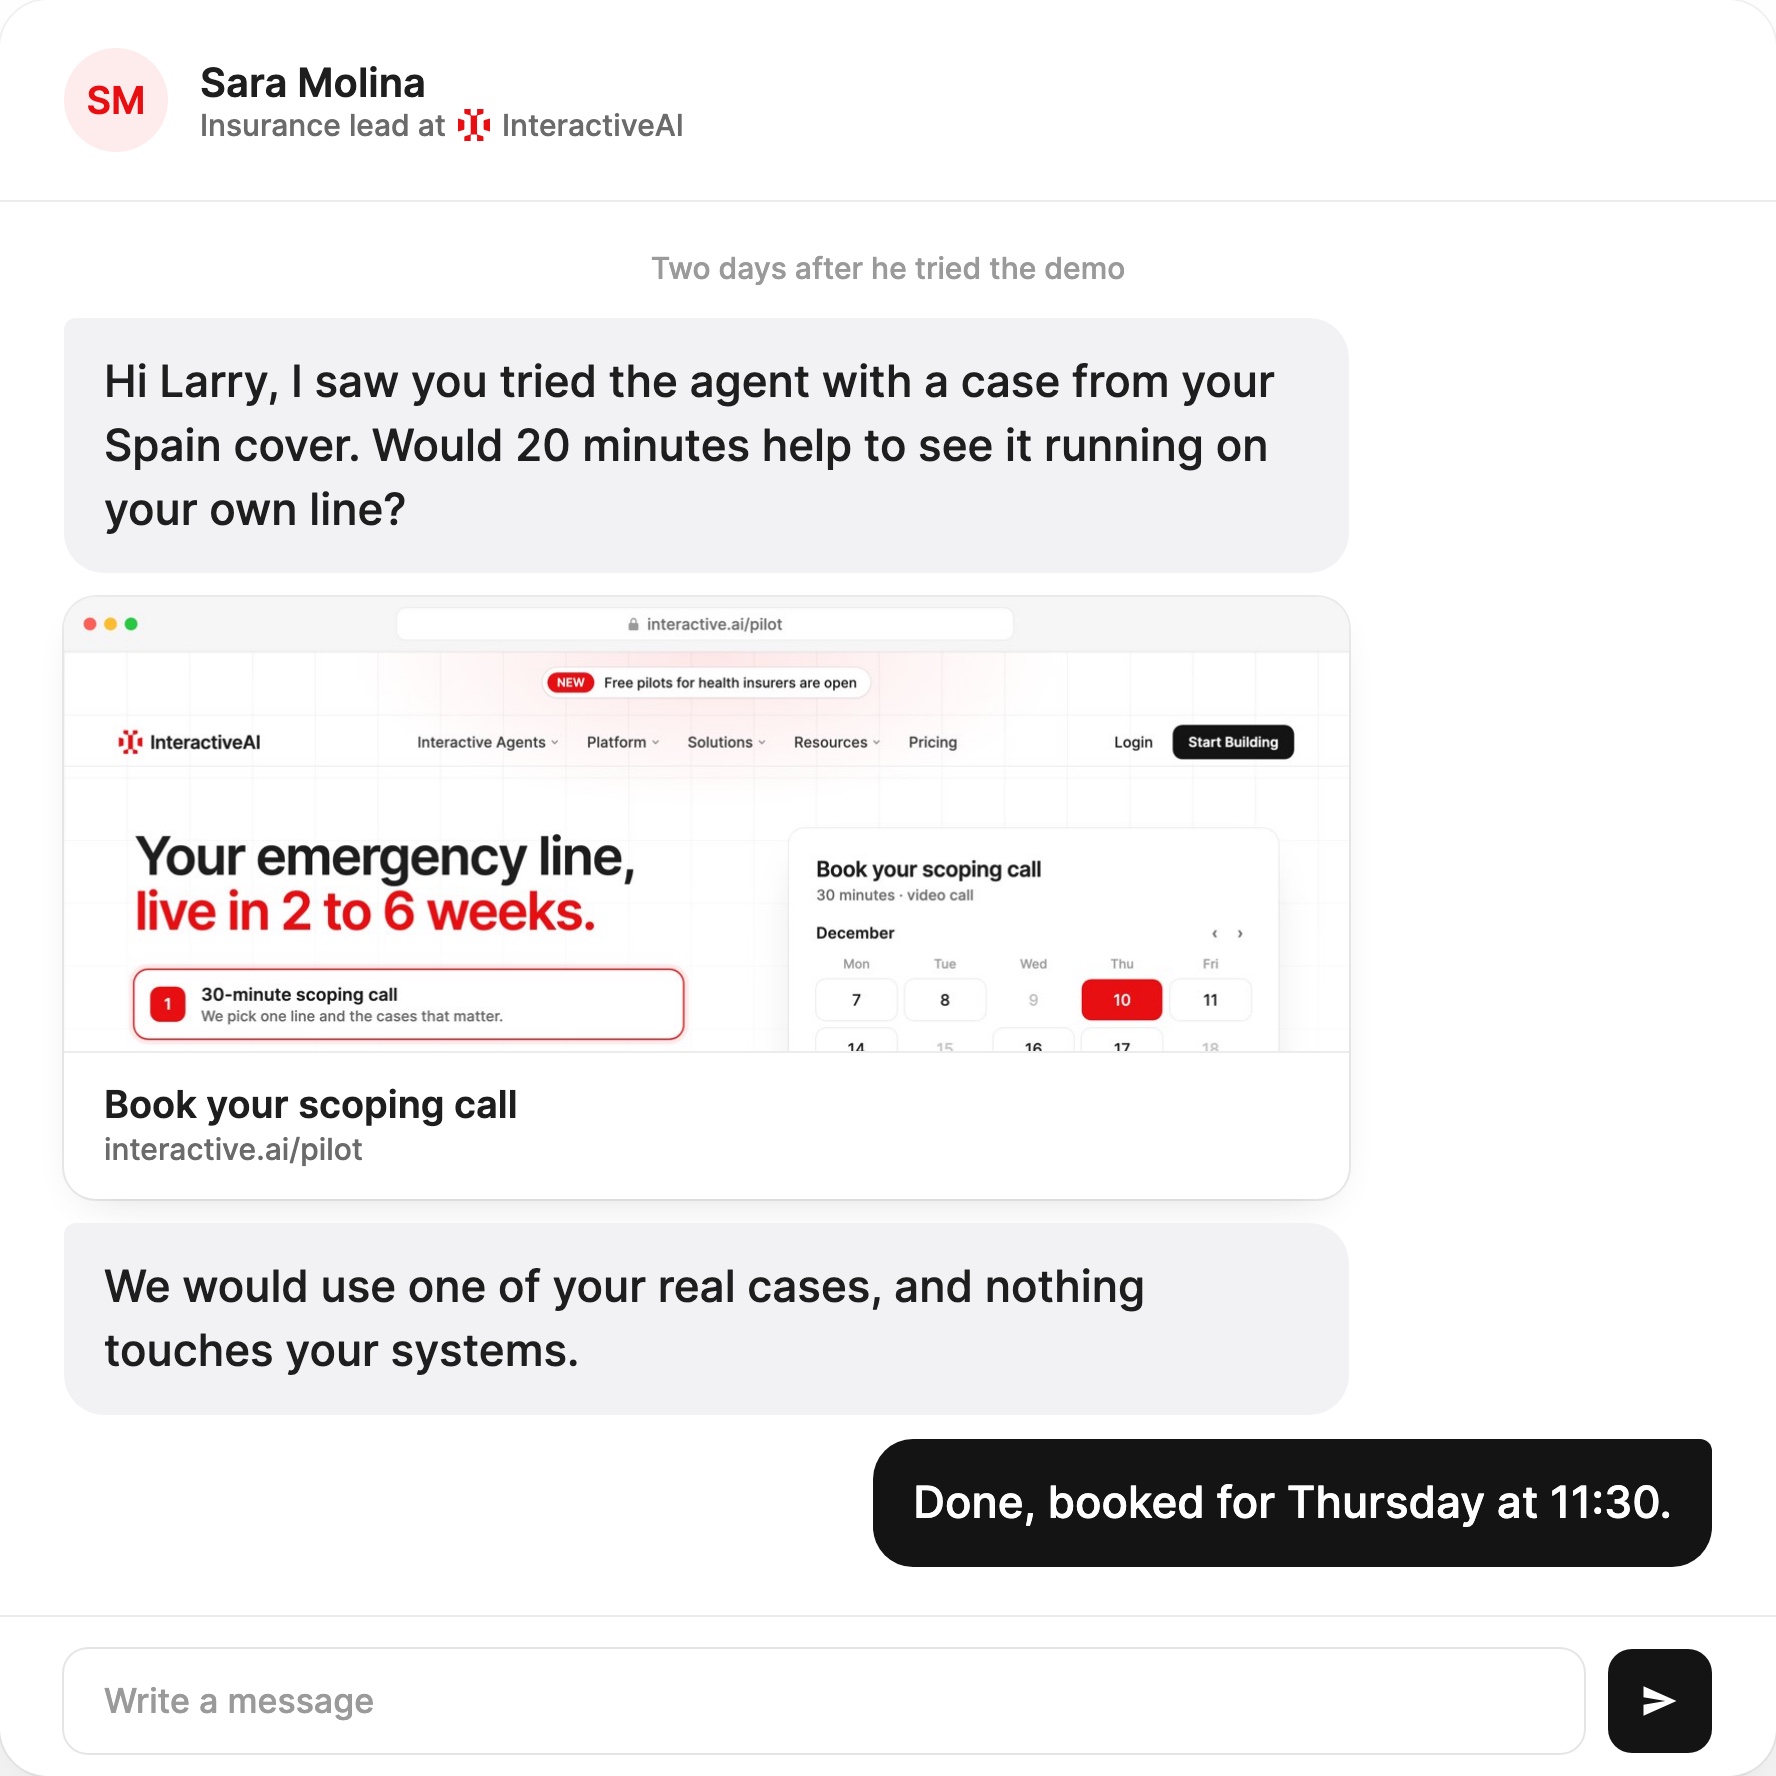 SM
Sara Molina
Insurance lead at InteractiveAI
Two days after he tried the demo
Hi Larry, I saw you tried the agent with a case from your
Spain cover. Would 20 minutes help to see it running on
your own line?
interactive.ai/pilot
NEW Free pilots for health insurers are open
InteractiveAI Interactive Agents Platform Solutions Resources Pricing Login Start Building
Your emergency line,
live in 2 to 6 weeks.
1
30-minute scoping call
We pick one line and the cases that matter.
Book your scoping call
30 minutes · video call
December ‹ ›
Mon Tue Wed Thu Fri
7 8 9 10 11
14 15 16 17 18
Book your scoping call
interactive.ai/pilot
We would use one of your real cases, and nothing
touches your systems.
Done, booked for Thursday at 11:30.
Write a message